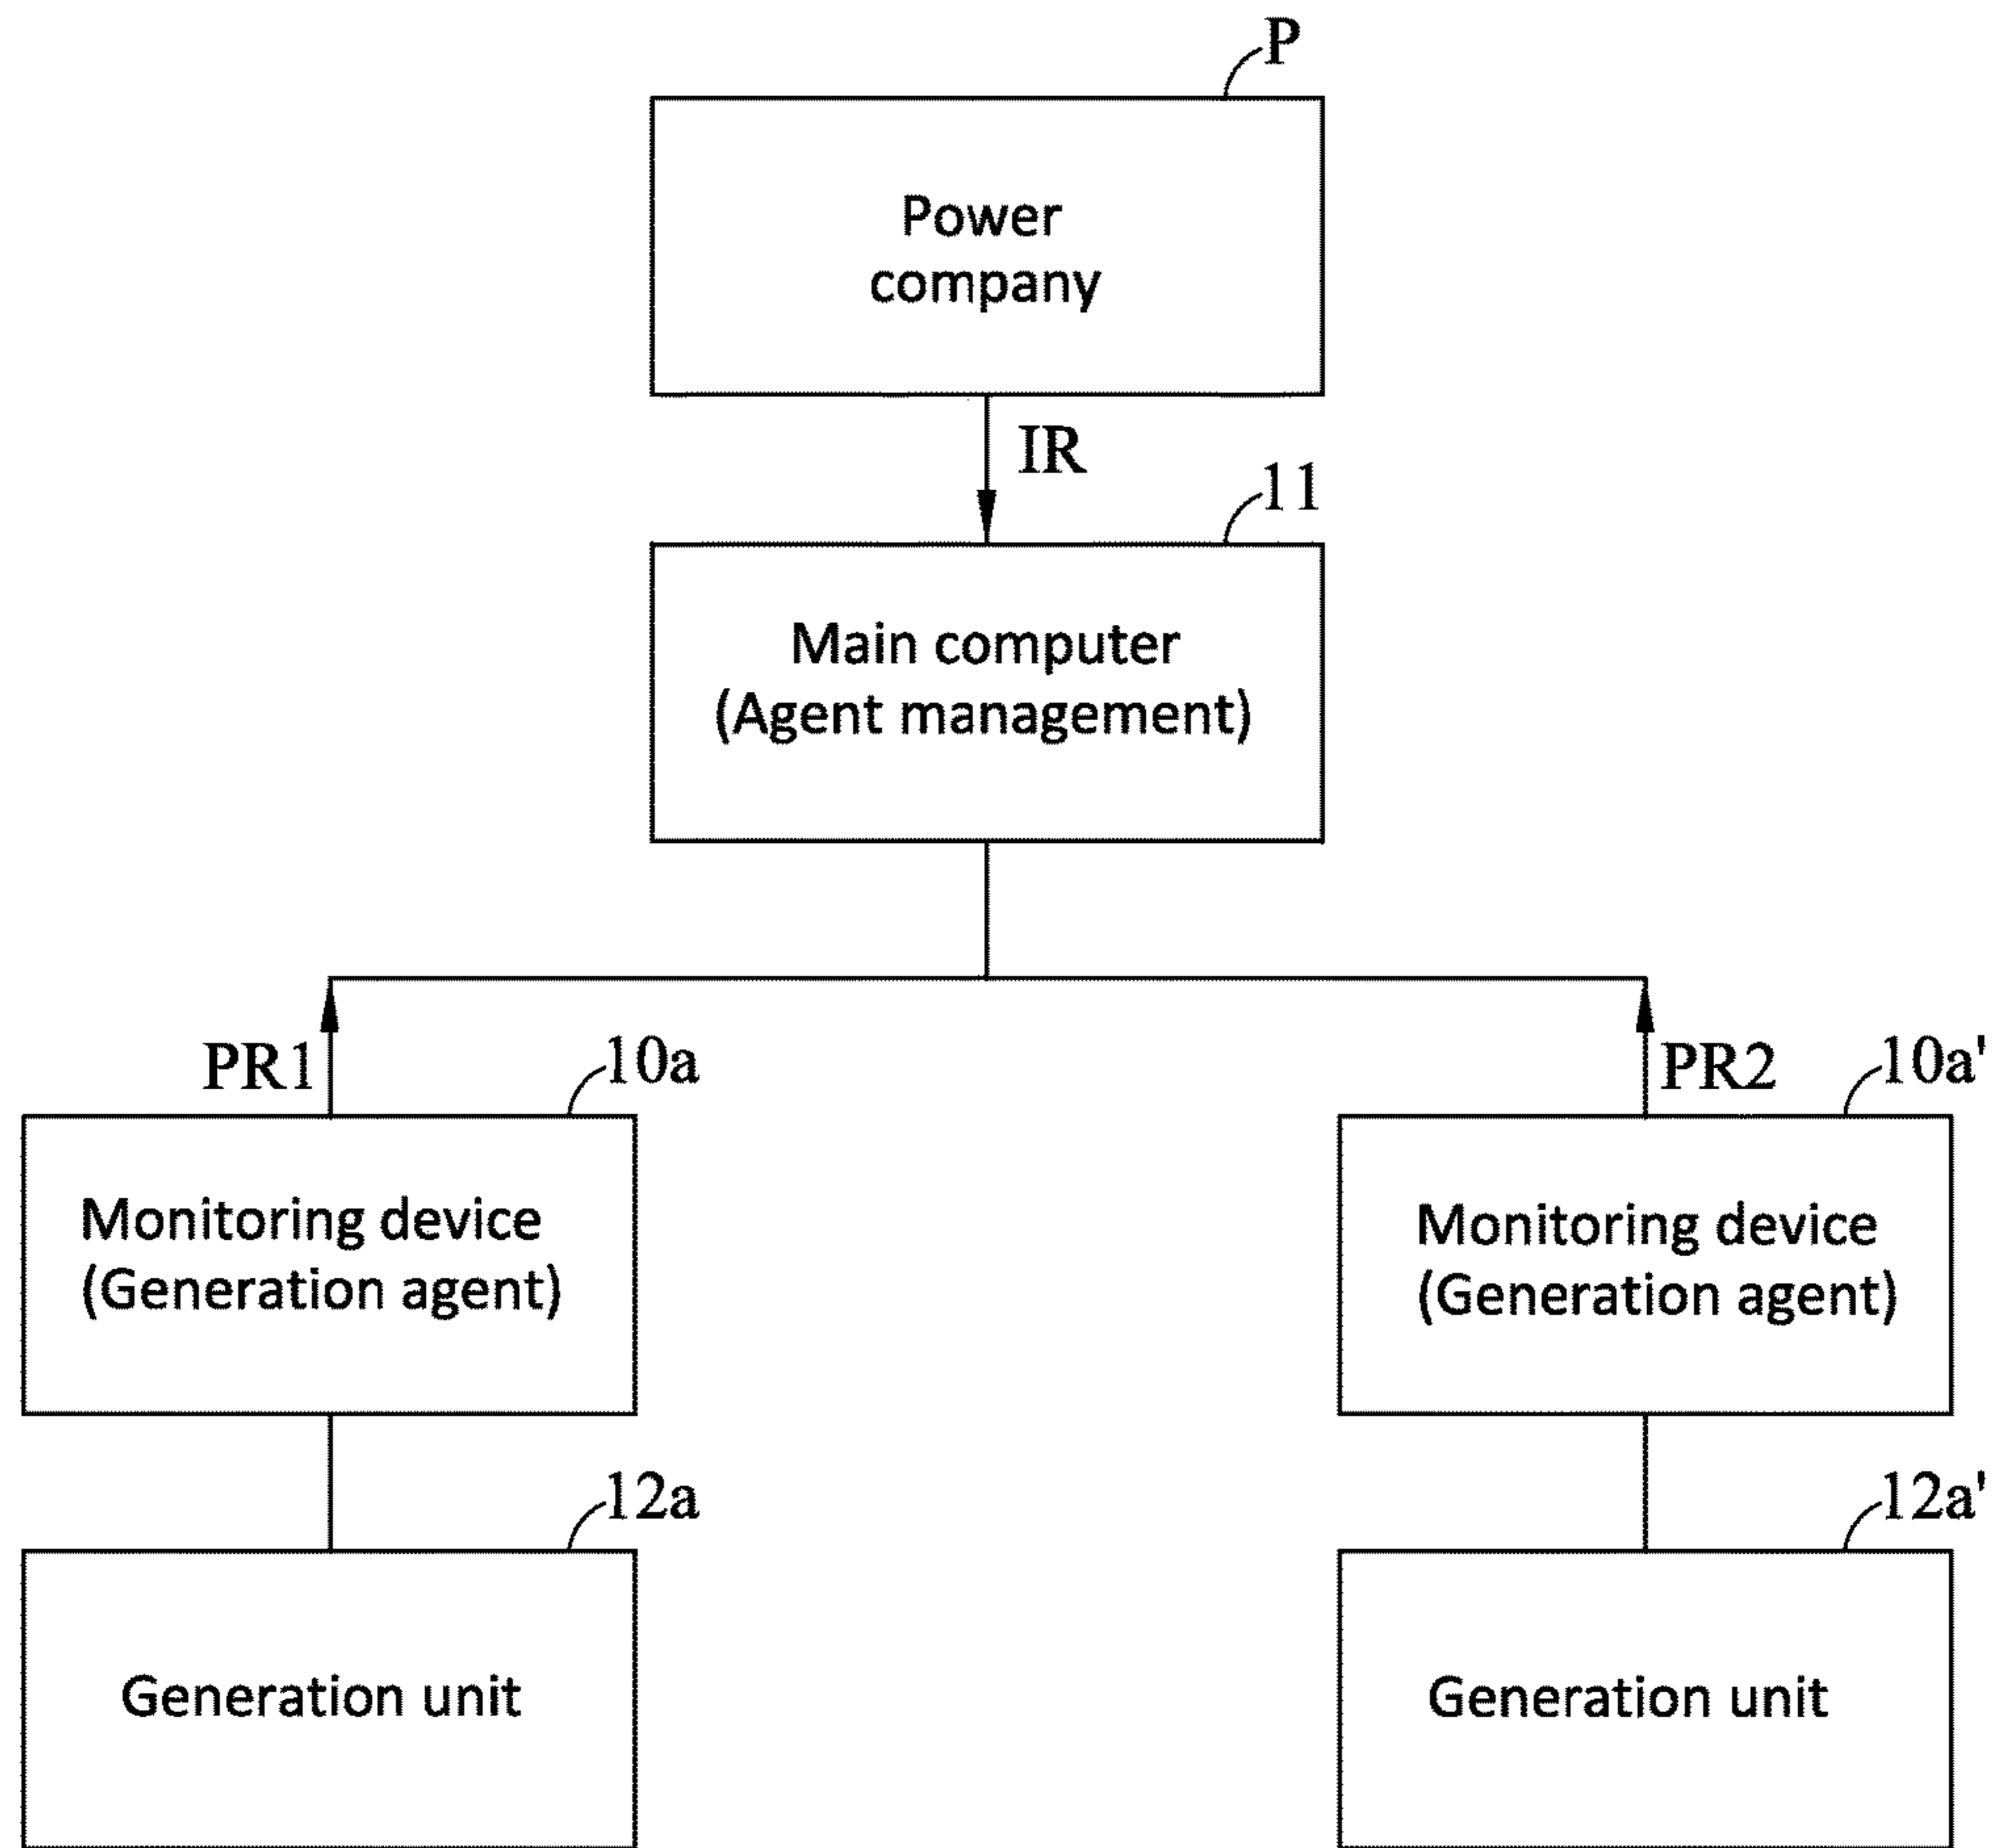 P
Power
company
IR
11
Main computer
(Agent management)
PR1
10a
PR2
10a'
Monitoring device
(Generation agent)
Monitoring device
(Generation agent)
12a
12a'
Generation unit
Generation unit